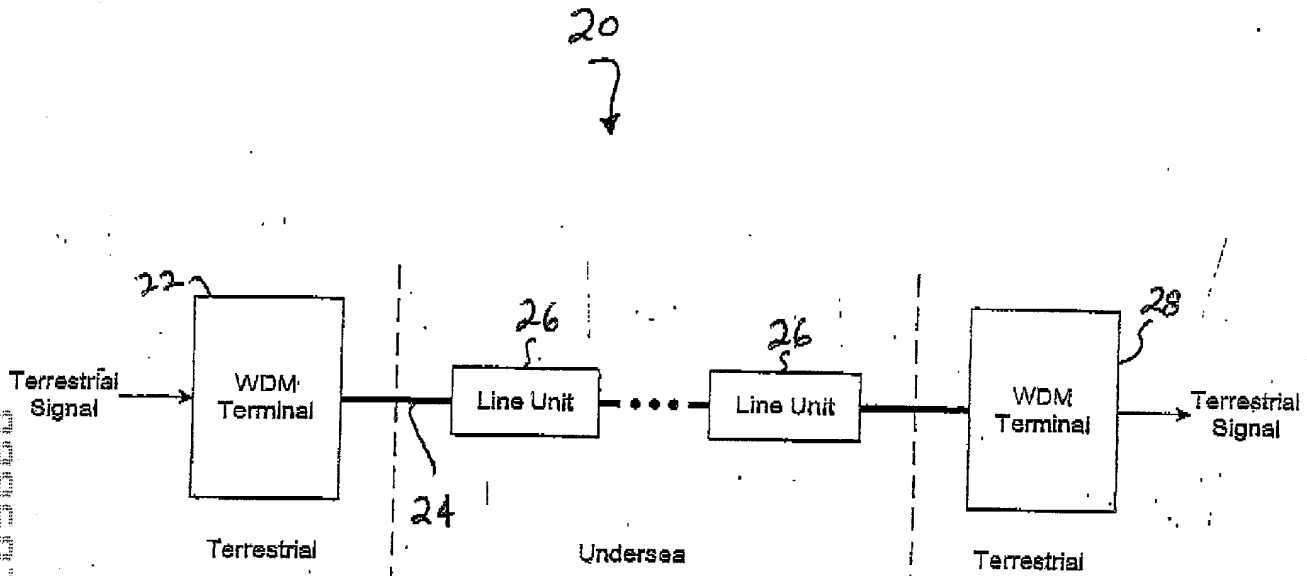 20
22
26
26
28
Terrestrial
Signal
WDM
Terminal
Line Unit
Line Unit
WDM
Terminal
Terrestrial
Signal
24
Terrestrial
Undersea
Terrestrial